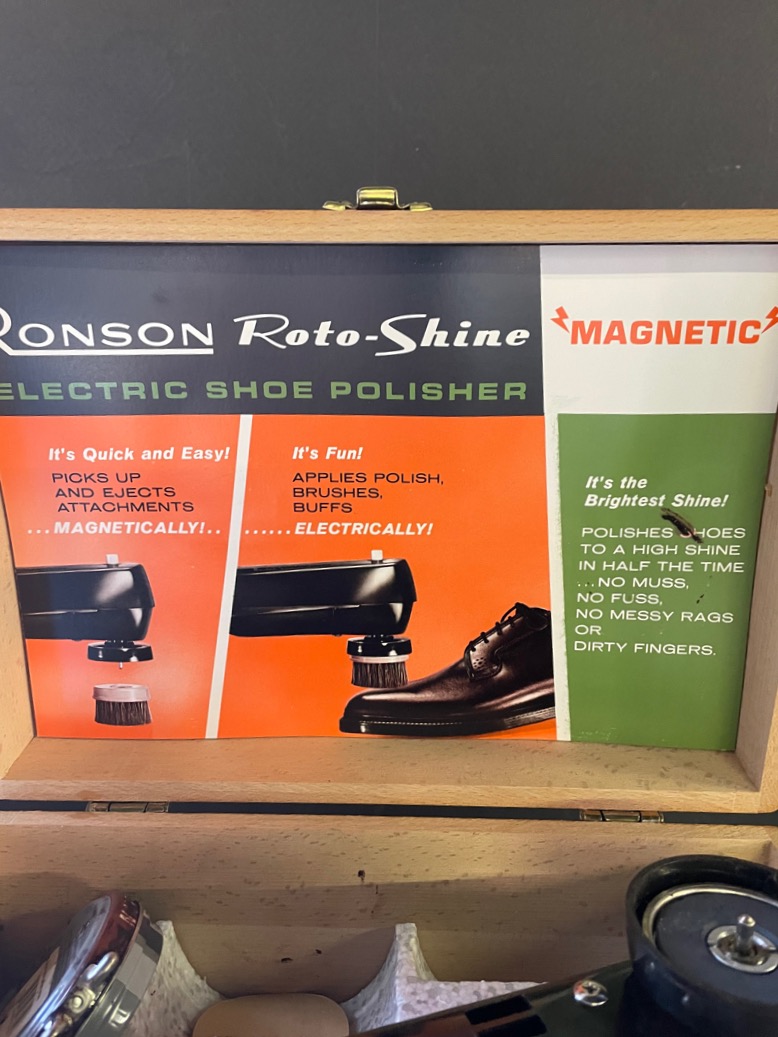 RONSON Roto-Shine
ELECTRIC SHOE POLISHER
MAGNETIC
It's Quick and Easy!
PICKS UP
AND EJECTS
ATTACHMENTS
...MAGNETICALLY!..
It's Fun!
APPLIES POLISH,
BRUSHES,
BUFFS
......ELECTRICALLY!
It's the
Brightest Shine!
POLISHES SHOES
TO A HIGH SHINE
IN HALF THE TIME
...NO MUSS,
NO FUSS,
NO MESSY RAGS
OR
DIRTY FINGERS.